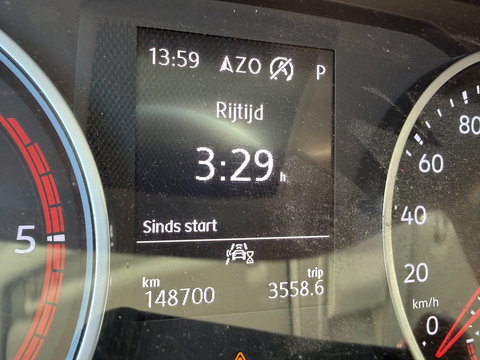 13:59 ZO P
Rijtijd
3:29 h
Sinds start
km trip
148700 3558.6
5
80
60
40
20
km/h
0